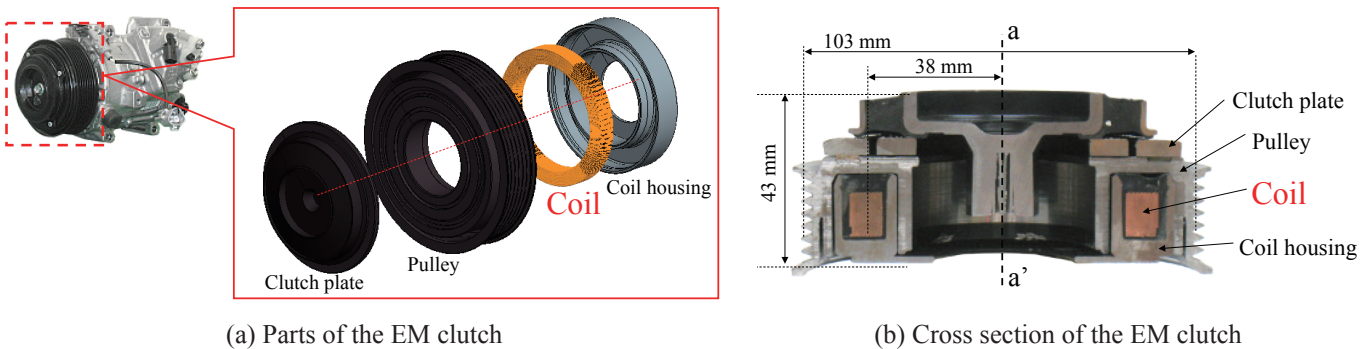 Clutch plate
Pulley
Coil
Coil housing
(a) Parts of the EM clutch
a
103 mm
38 mm
43 mm
Clutch plate
Pulley
Coil
Coil housing
a’
(b) Cross section of the EM clutch